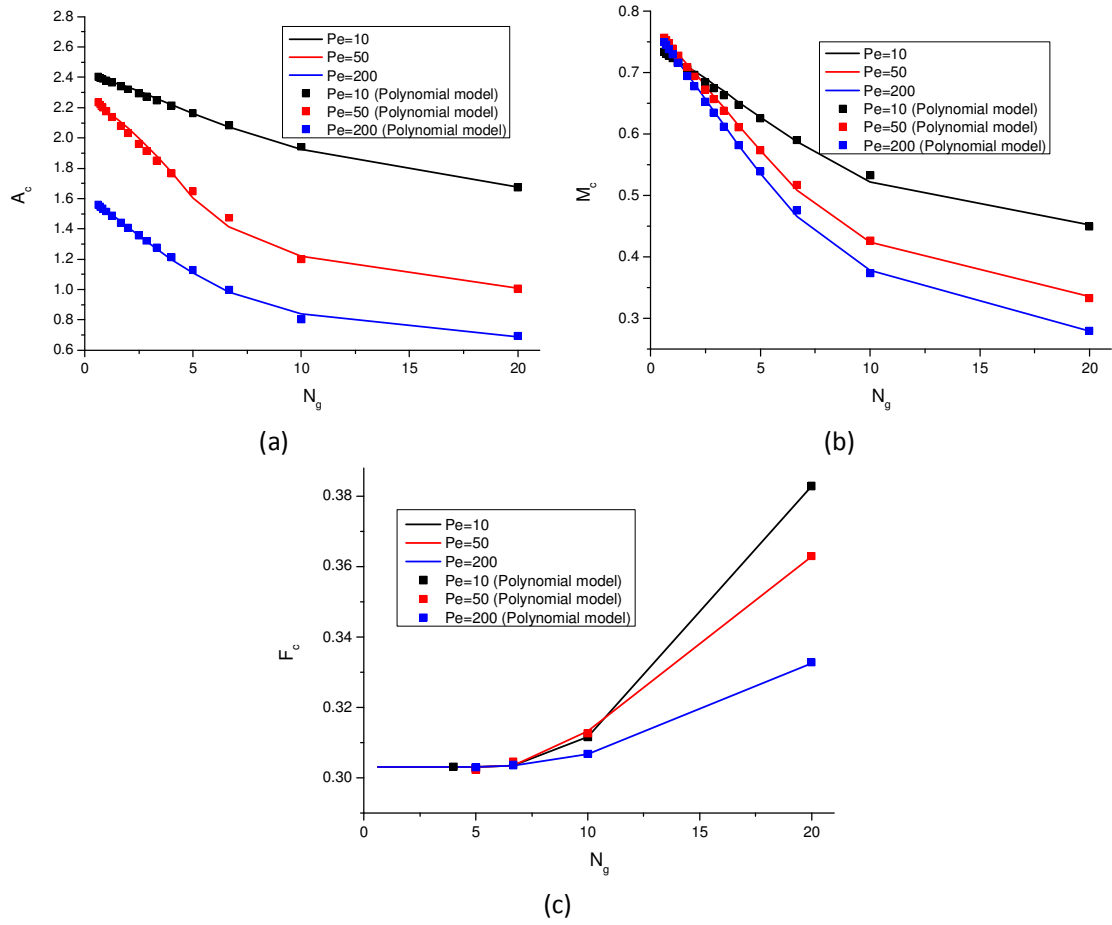 2.8
2.6
2.4
2.2
2.0
1.8
1.6
1.4
1.2
1.0
0.8
0.6
A_c
0
5
10
15
20
N_g
Pe=10
Pe=50
Pe=200
Pe=10 (Polynomial model)
Pe=50 (Polynomial model)
Pe=200 (Polynomial model)
(a)
0.8
0.7
0.6
0.5
0.4
0.3
M_c
0
5
10
15
20
N_g
Pe=10
Pe=50
Pe=200
Pe=10 (Polynomial model)
Pe=50 (Polynomial model)
Pe=200 (Polynomial model)
(b)
0.38
0.36
0.34
0.32
0.30
F_c
0
5
10
15
20
N_g
Pe=10
Pe=50
Pe=200
Pe=10 (Polynomial model)
Pe=50 (Polynomial model)
Pe=200 (Polynomial model)
(c)